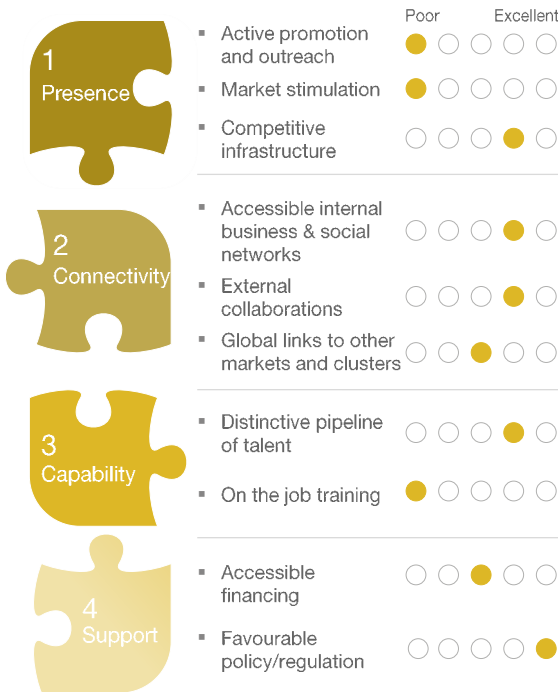 Poor Excellent
1
Presence
▪ Active promotion
and outreach
▪ Market stimulation
▪ Competitive
infrastructure
2
Connectivity
▪ Accessible internal
business & social
networks
▪ External
collaborations
▪ Global links to other
markets and clusters
3
Capability
▪ Distinctive pipeline
of talent
▪ On the job training
4
Support
▪ Accessible
financing
▪ Favourable
policy/regulation